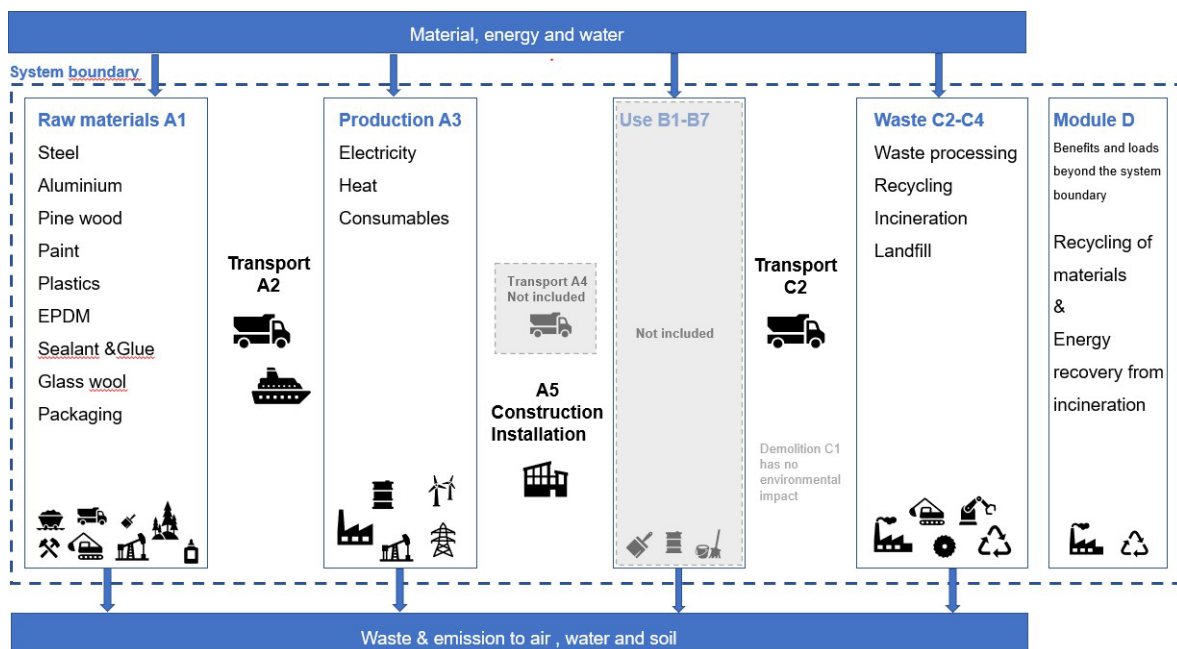 Material, energy and water
System boundary
Raw materials A1
Steel
Aluminium
Pine wood
Paint
Plastics
EPDM
Sealant &Glue
Glass wool
Packaging
Transport
A2
Production A3
Electricity
Heat
Consumables
Transport A4
Not included
A5
Construction
Installation
Use B1-B7
Not included
Transport
C2
Demolition C1
has no
environmental
impact
Waste C2-C4
Waste processing
Recycling
Incineration
Landfill
Module D
Benefits and loads
beyond the system
boundary
Recycling of
materials
&
Energy
recovery from
incineration
Waste & emission to air , water and soil